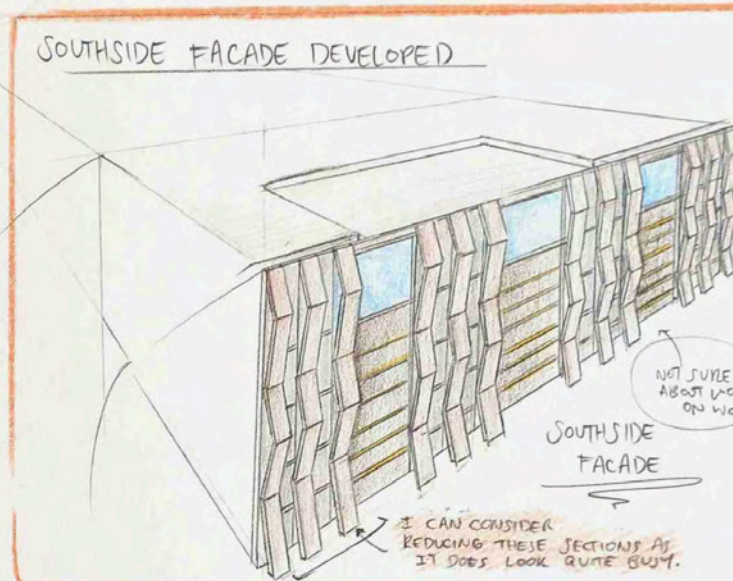 SOUTHSIDE FACADE DEVELOPED
NOT SURE
ABOUT
ON
SOUTHSIDE
FACADE
I CAN CONSIDER
REDUCING THESE SECTIONS AS
IT DOES LOOK QUITE BUSY.